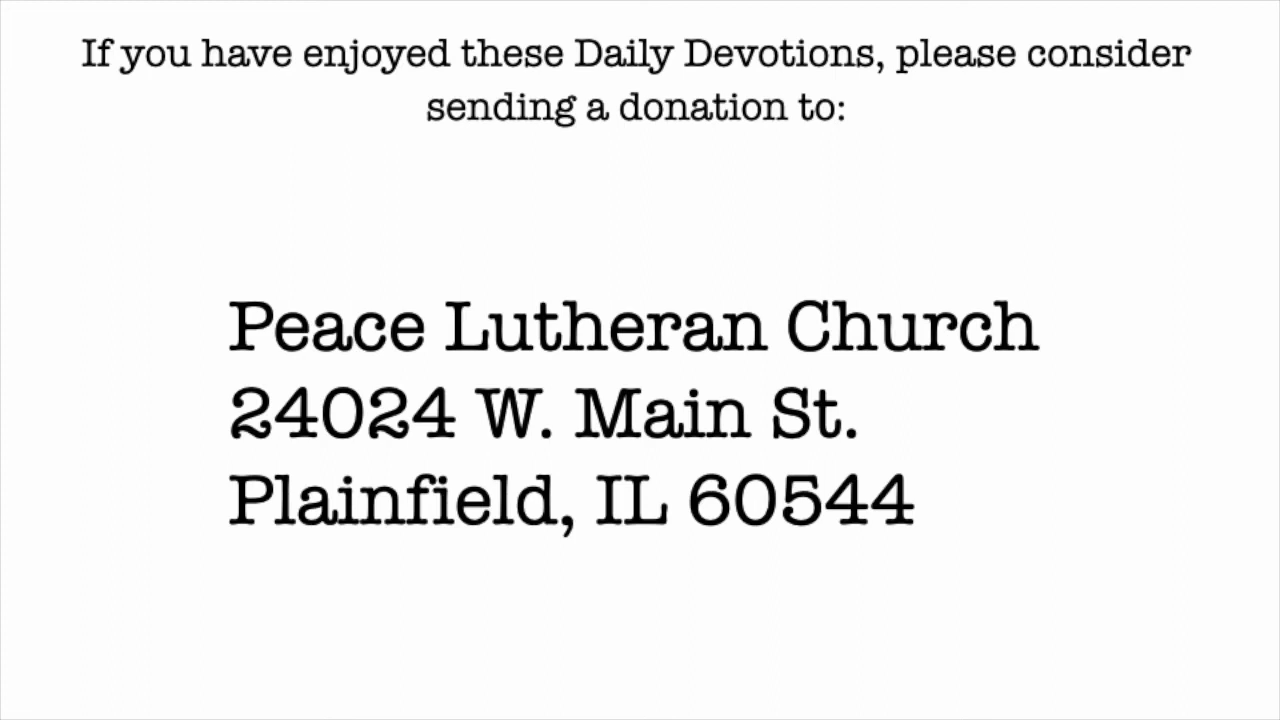 If you have enjoyed these Daily Devotions, please consider
sending a donation to:
Peace Lutheran Church
24024 W. Main St.
Plainfield, IL 60544